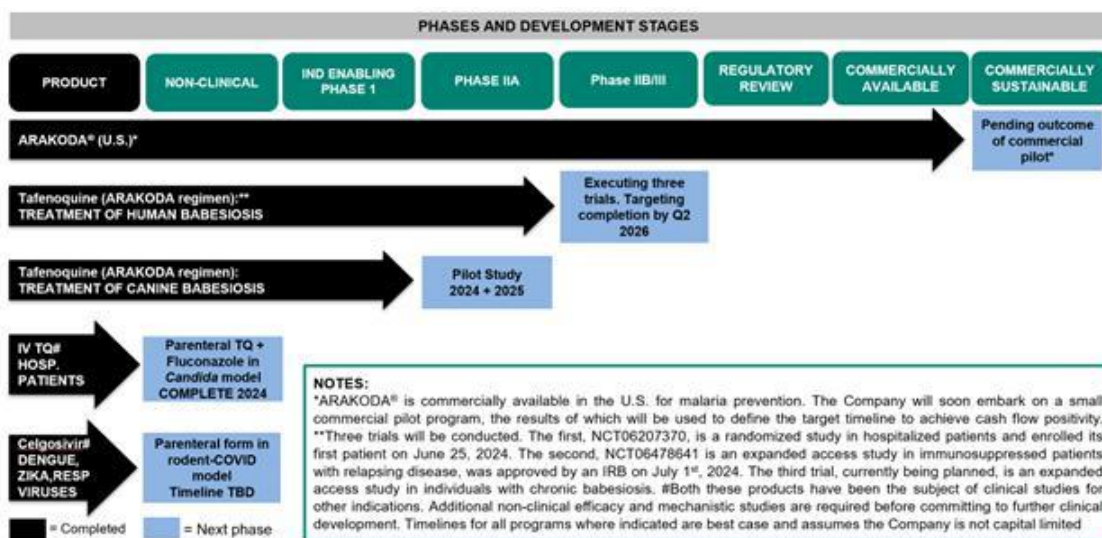 PHASES AND DEVELOPMENT STAGES
PRODUCT
NON-CLINICAL
IND ENABLING
PHASE 1
PHASE IIA
Phase IIB/III
REGULATORY
REVIEW
COMMERCIALLY
AVAILABLE
COMMERCIALLY
SUSTAINABLE
ARAKODA® (U.S.)*
Pending outcome
of commercial
pilot*
Tafenoquine (ARAKODA regimen):**
TREATMENT OF HUMAN BABESIOSIS
Executing three
trials. Targeting
completion by Q2
2026
Tafenoquine (ARAKODA regimen):
TREATMENT OF CANINE BABESIOSIS
Pilot Study
2024 + 2025
IV TQ#
HOSP.
PATIENTS
Parenteral TQ +
Fluconazole in
Candida model
COMPLETE 2024
Celgosivir#
DENGUE,
ZIKA,RESP
VIRUSES
Parenteral form in
rodent-COVID
model
Timeline TBD
NOTES:
*ARAKODA® is commercially available in the U.S. for malaria prevention. The Company will soon embark on a small
commercial pilot program, the results of which will be used to define the target timeline to achieve cash flow positivity.
**Three trials will be conducted. The first, NCT06207370, is a randomized study in hospitalized patients and enrolled its
first patient on June 25, 2024. The second, NCT06478641 is an expanded access study in immunosuppressed patients
with relapsing disease, was approved by an IRB on July 1st, 2024. The third trial, currently being planned, is an expanded
access study in individuals with chronic babesiosis. #Both these products have been the subject of clinical studies for
other indications. Additional non-clinical efficacy and mechanistic studies are required before committing to further clinical
development. Timelines for all programs where indicated are best case and assumes the Company is not capital limited
= Completed
= Next phase